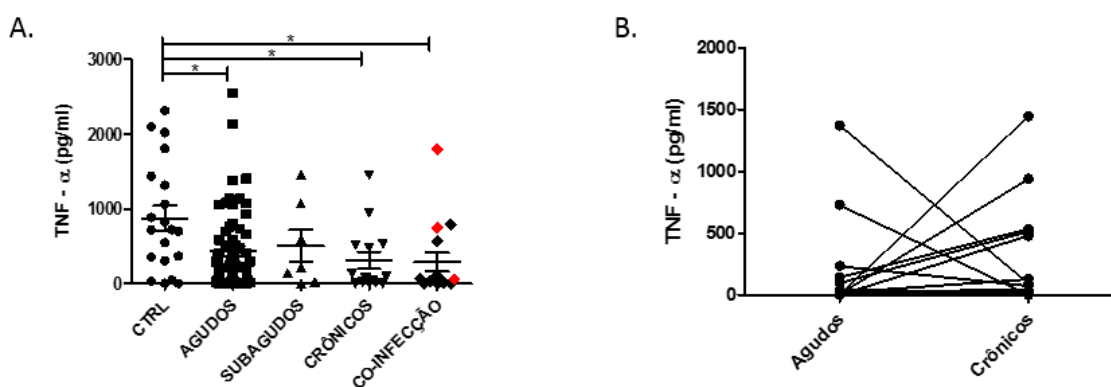 A.
TNF - α (pg/ml)
3000
2000
1000
0
*
*
*
CTRL
AGUDOS
SUBAGUDOS
CRÔNICOS
CO-INFECÇÃO
B.
TNF - α (pg/ml)
2000
1500
1000
500
0
Agudos
Crônicos